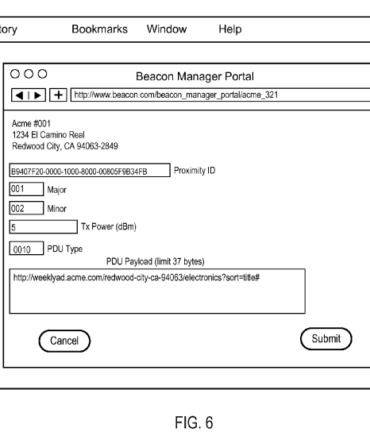 tory Bookmarks Window Help
Beacon Manager Portal
http://www.beacon.com/beacon_manager_portal/acme_321
Acme #001
1234 El Camino Real
Redwood City, CA 94063-2849
B9407F20-0000-1000-8000-00805F9B34FB Proximity ID
001 Major
002 Minor
5 Tx Power (dBm)
0010 PDU Type
PDU Payload (limit 37 bytes)
http://weeklyad.acme.com/redwood-city-ca-94063/electronics?sort=title#
Cancel Submit
FIG. 6